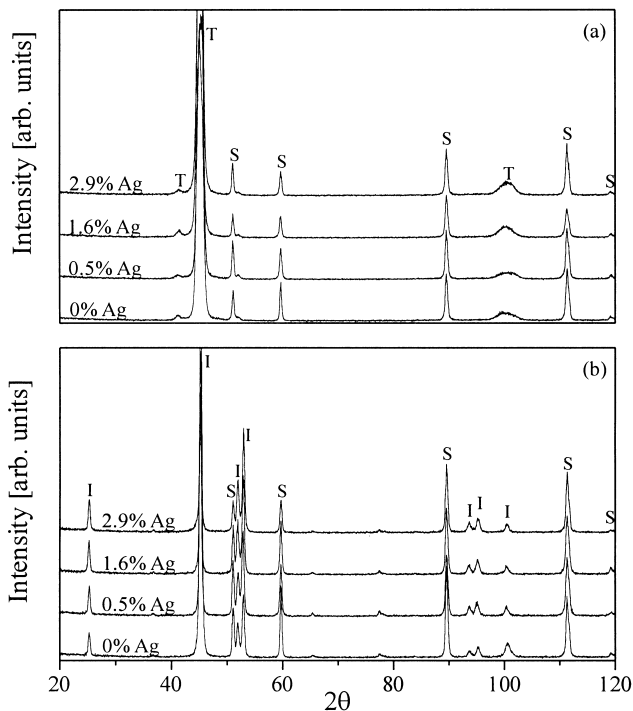 (a)
Intensity [arb. units]
T
S
S
S
S
T
T
S
2.9% Ag
1.6% Ag
0.5% Ag
0% Ag
(b)
Intensity [arb. units]
I
I
S
S
I
S
I
S
I
S
I
I
I
S
2.9% Ag
1.6% Ag
0.5% Ag
0% Ag
20 40 60 80 100 120
2θ